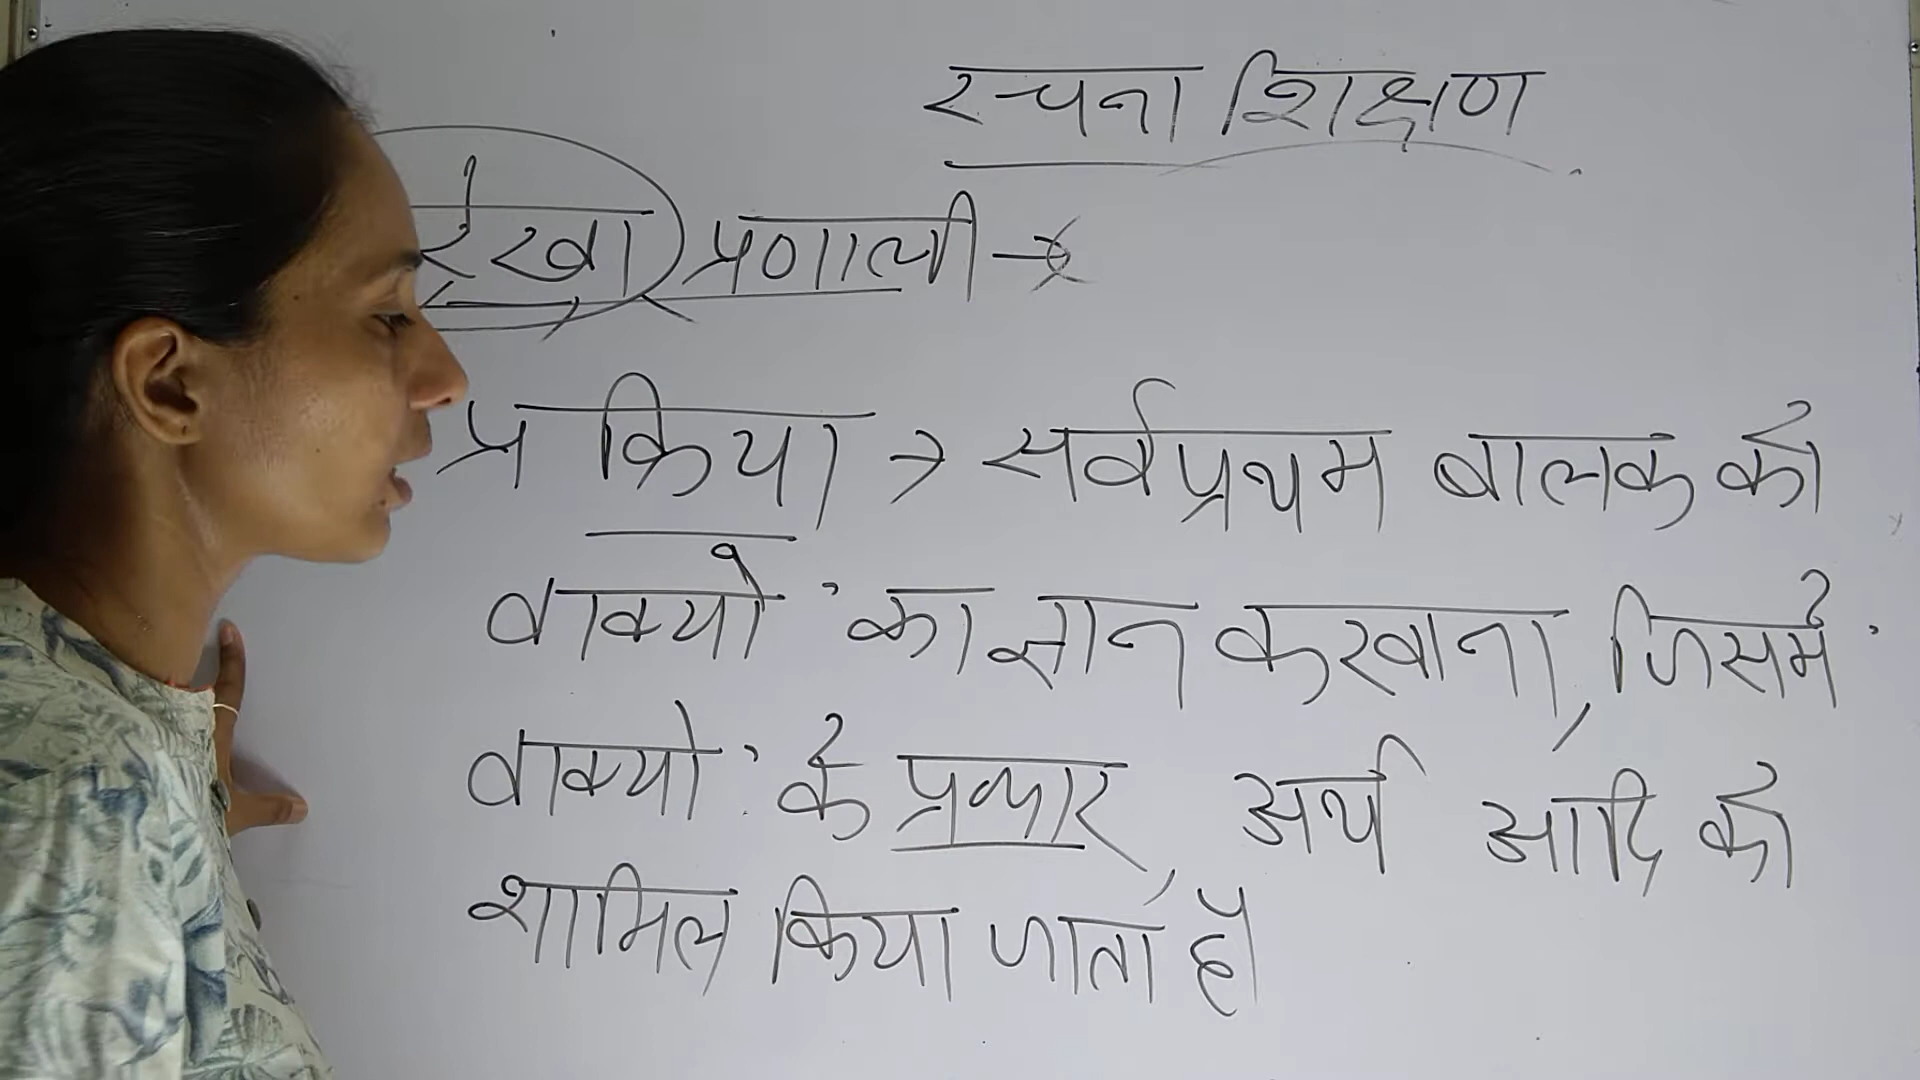 रचना शिक्षण
रेखा प्रणाली →
प्रक्रिया → सर्वप्रथम बालक को
वाक्यों का ज्ञान करवाना, जिसमें
वाक्यों के प्रकार, अर्थ आदि को
शामिल किया जाता है।